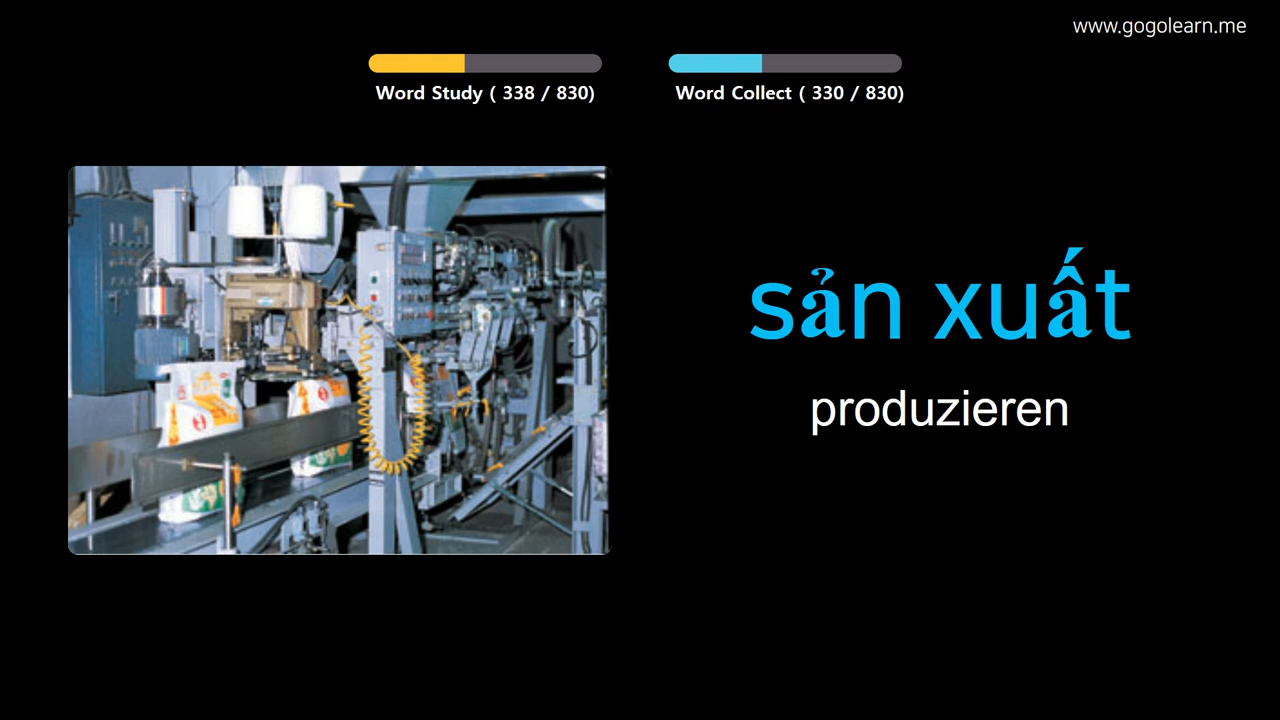 www.gogolearn.me
Word Study ( 338 / 830)
Word Collect ( 330 / 830)
sản xuất
produzieren